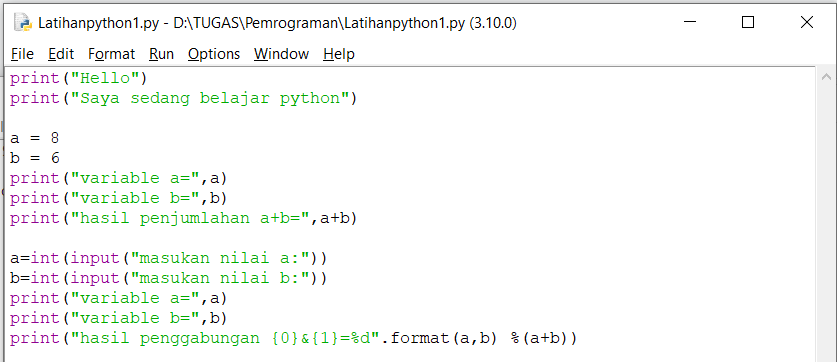 Latihanpython1.py - D:\TUGAS\Pemrograman\Latihanpython1.py (3.10.0)
File Edit Format Run Options Window Help
print("Hello")
print("Saya sedang belajar python")
a = 8
b = 6
print("variable a=",a)
print("variable b=",b)
print("hasil penjumlahan a+b=",a+b)
a=int(input("masukan nilai a:"))
b=int(input("masukan nilai b:"))
print("variable a=",a)
print("variable b=",b)
print("hasil penggabungan {0}&{1}=%d".format(a,b) %(a+b))